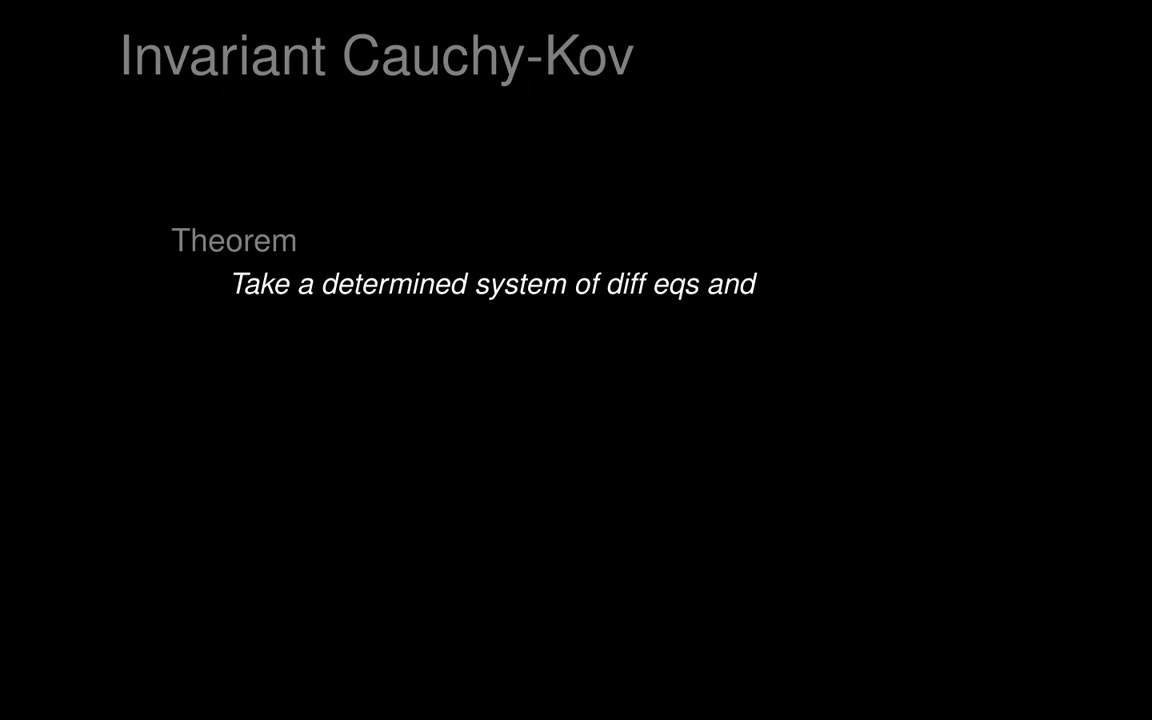 Invariant Cauchy-Kov
Theorem
Take a determined system of diff eqs and